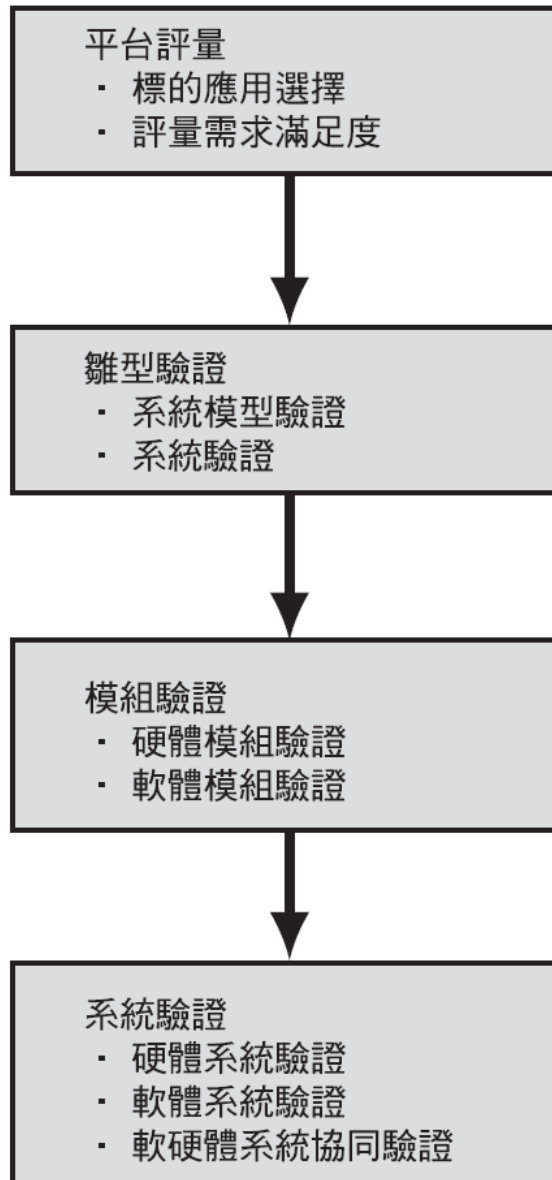 平台評量
· 標的應用選擇
· 評量需求滿足度
雛型驗證
· 系統模型驗證
· 系統驗證
模組驗證
· 硬體模組驗證
· 軟體模組驗證
系統驗證
· 硬體系統驗證
· 軟體系統驗證
· 軟硬體系統協同驗證